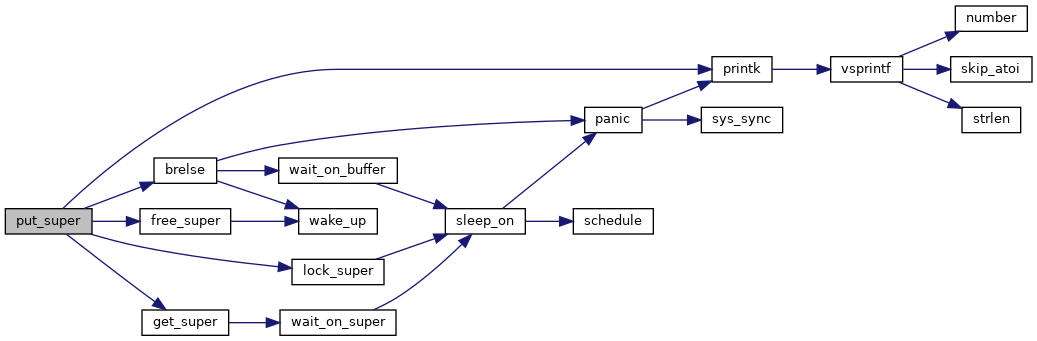 number
printk
vsprintf
skip_atoi
panic
sys_sync
strlen
brelse
wait_on_buffer
put_super
free_super
wake_up
sleep_on
schedule
lock_super
get_super
wait_on_super